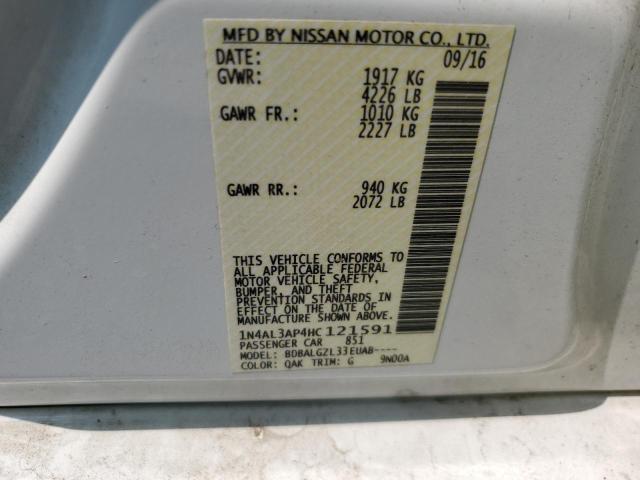 MFD BY NISSAN MOTOR CO., LTD.
DATE: 09/16
GVWR: 1917 KG
4226 LB
GAWR FR.: 1010 KG
2227 LB
GAWR RR.: 940 KG
2072 LB
THIS VEHICLE CONFORMS TO
ALL APPLICABLE FEDERAL
MOTOR VEHICLE SAFETY,
BUMPER, AND THEFT
PREVENTION STANDARDS IN
EFFECT ON THE DATE OF
MANUFACTURE SHOWN ABOVE.
1N4AL3AP4HC121591
PASSENGER CAR 851
MODEL: BDBALGZL33EUAB----
COLOR: QAK TRIM: G 9N00A